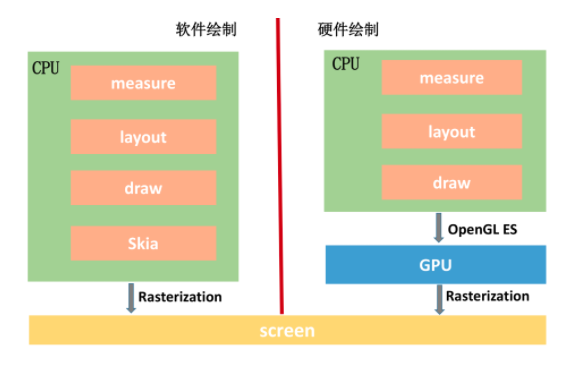 软件绘制
硬件绘制
CPU
measure
layout
draw
Skia
Rasterization
CPU
measure
layout
draw
OpenGL ES
GPU
Rasterization
screen